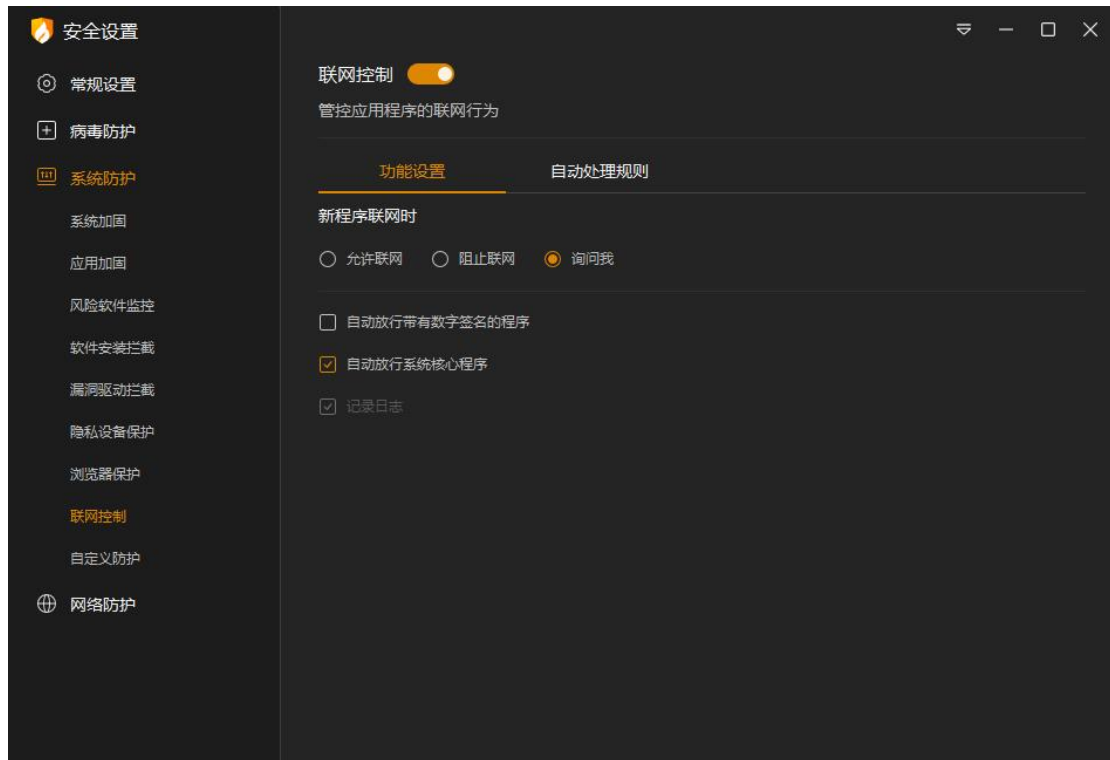 安全设置
常规设置
病毒防护
系统防护
系统加固
应用加固
风险软件监控
软件安装拦截
漏洞驱动拦截
隐私设备保护
浏览器保护
联网控制
自定义防护
网络防护
联网控制
管控应用程序的联网行为
功能设置 自动处理规则
新程序联网时
允许联网 阻止联网 询问我
自动放行带有数字签名的程序
自动放行系统核心程序
记录日志